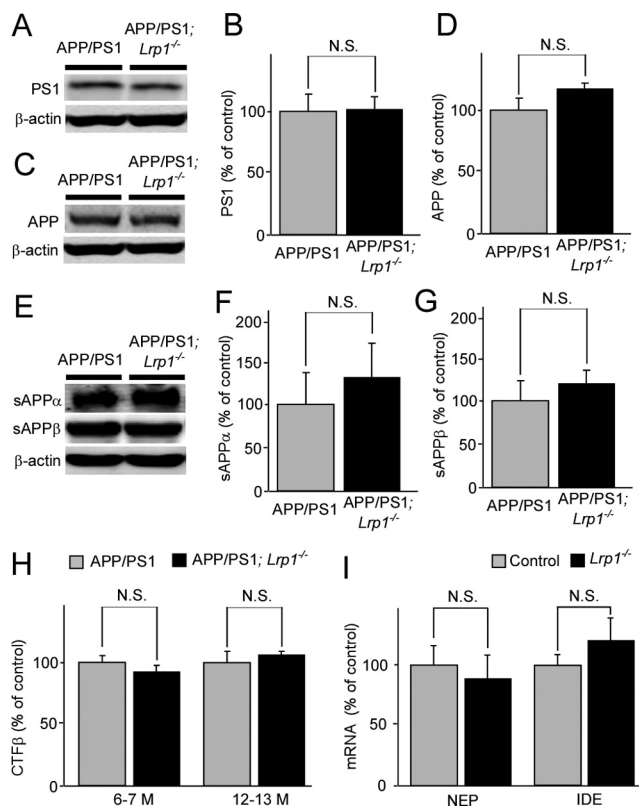 A
APP/PS1
APP/PS1;
Lrp1-/-
PS1
β-actin
B
N.S.
PS1 (% of control)
100
50
0
APP/PS1
APP/PS1;
Lrp1-/-
C
APP/PS1
APP/PS1;
Lrp1-/-
APP
β-actin
D
N.S.
APP (% of control)
100
50
0
APP/PS1
APP/PS1;
Lrp1-/-
E
APP/PS1
APP/PS1;
Lrp1-/-
sAPPα
sAPPβ
β-actin
F
N.S.
sAPPα (% of control)
200
150
100
50
0
APP/PS1
APP/PS1;
Lrp1-/-
G
N.S.
sAPPβ (% of control)
200
150
100
50
0
APP/PS1
APP/PS1;
Lrp1-/-
H
APP/PS1
APP/PS1; Lrp1-/-
N.S.
N.S.
CTFβ (% of control)
100
50
0
6-7 M
12-13 M
I
Control
Lrp1-/-
N.S.
N.S.
mRNA (% of control)
100
50
0
NEP
IDE